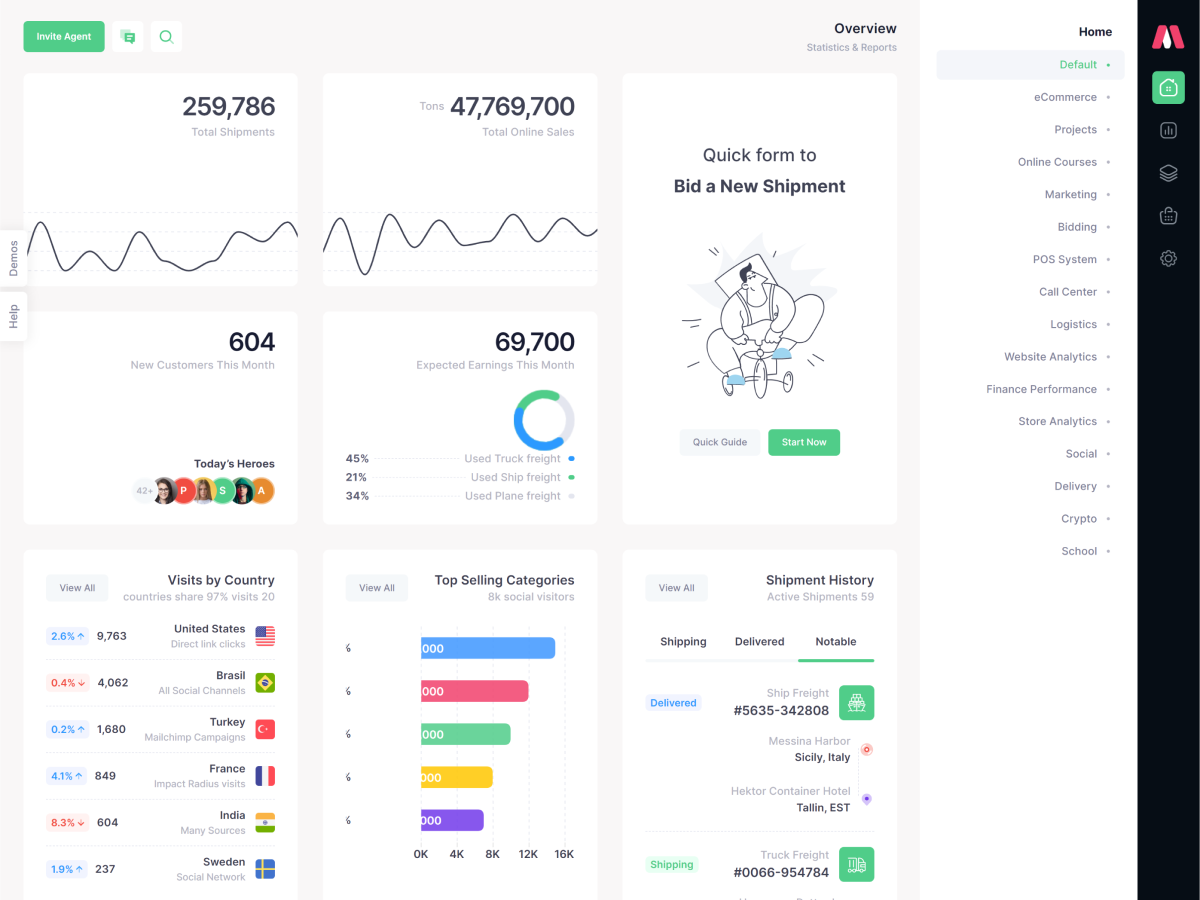 Invite Agent
Overview
Statistics & Reports
259,786
Total Shipments
Tons 47,769,700
Total Online Sales
Quick form to
Bid a New Shipment
Quick Guide
Start Now
Demos
Help
604
New Customers This Month
Today's Heroes
42+
P
S
A
69,700
Expected Earnings This Month
45% Used Truck freight
21% Used Ship freight
34% Used Plane freight
View All
Visits by Country
countries share 97% visits 20
2.6% 9,763 United States
Direct link clicks
0.4% 4,062 Brasil
All Social Channels
0.2% 1,680 Turkey
Mailchimp Campaigns
4.1% 849 France
Impact Radius visits
8.3% 604 India
Many Sources
1.9% 237 Sweden
Social Network
View All
Top Selling Categories
8k social visitors
000
000
000
000
000
0K 4K 8K 12K 16K
View All
Shipment History
Active Shipments 59
Shipping Delivered Notable
Delivered
Ship Freight
#5635-342808
Messina Harbor
Sicily, Italy
Hektor Container Hotel
Tallin, EST
Shipping
Truck Freight
#0066-954784
Home
Default
eCommerce
Projects
Online Courses
Marketing
Bidding
POS System
Call Center
Logistics
Website Analytics
Finance Performance
Store Analytics
Social
Delivery
Crypto
School